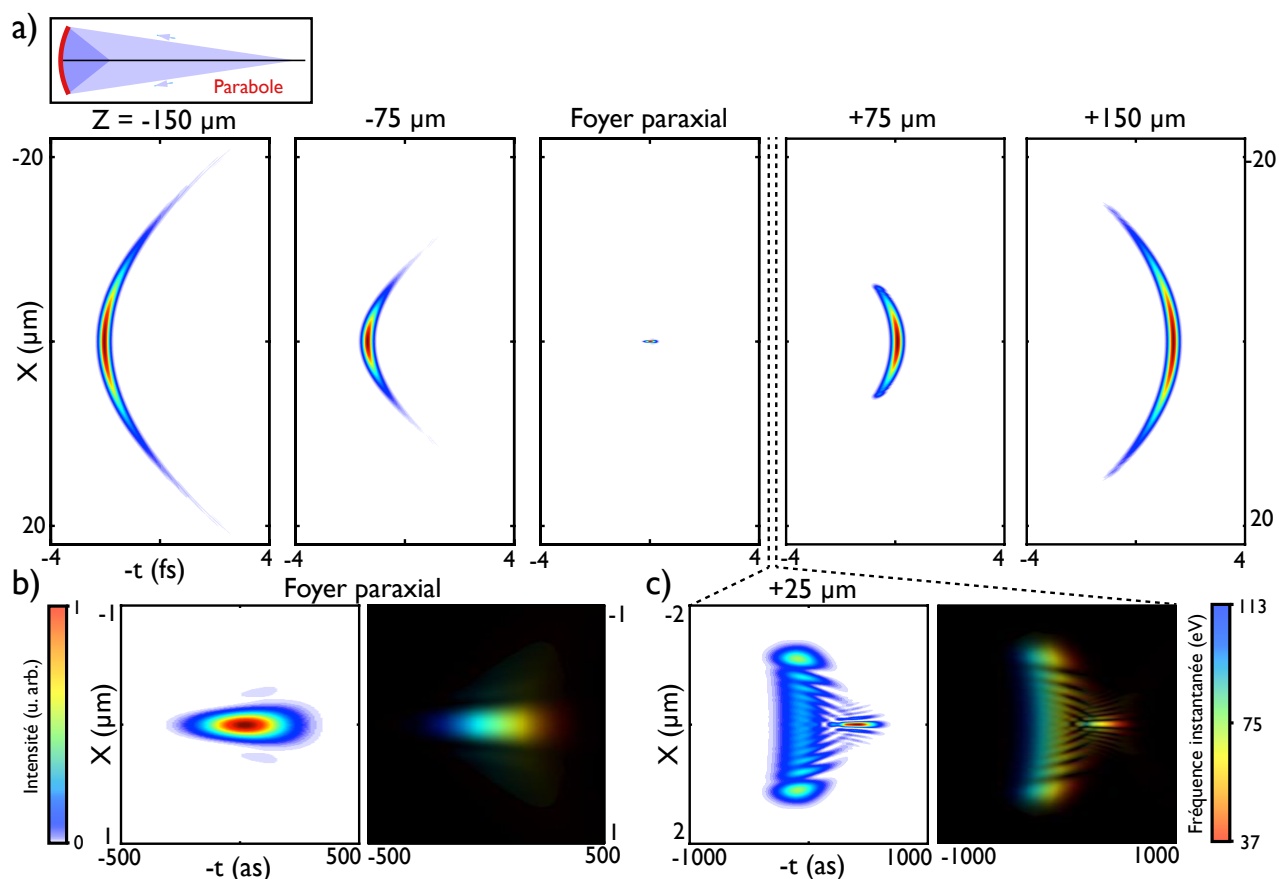 a)
Parabole
Z = -150 µm
-75 µm
Foyer paraxial
+75 µm
+150 µm
-20
-20
X (µm)
20
20
-4
4
-4
4
-4
4
-4
4
-t (fs)
b)
Foyer paraxial
c)
+25 µm
1
-1
-1
-2
-2
113
Intensité (u. arb.)
X (µm)
X (µm)
Fréquence instantanée (eV)
75
0
1
1
2
2
37
-500
-t (as)
500
-500
500
-1000
-t (as)
1000
-1000
1000